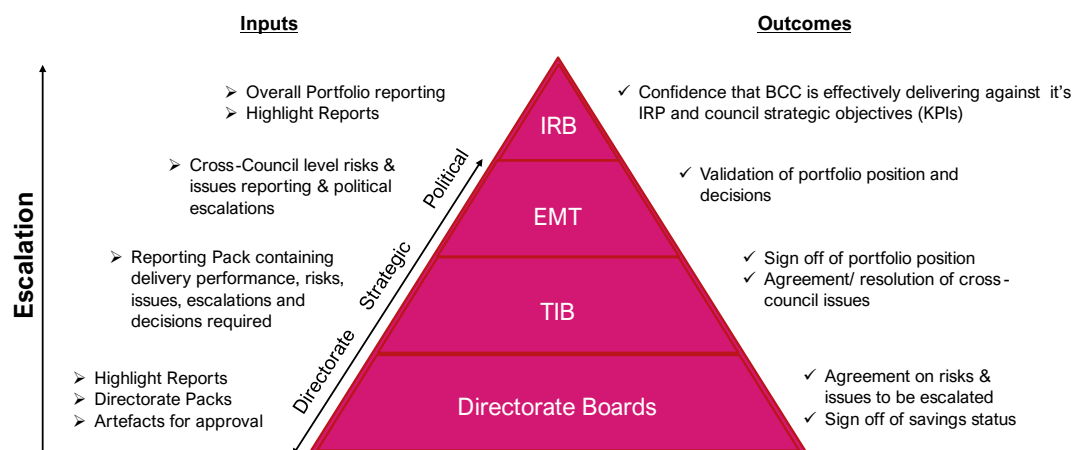 Inputs
Outcomes
Escalation
➢ Overall Portfolio reporting
➢ Highlight Reports
➢ Cross-Council level risks &
issues reporting & political
escalations
➢ Reporting Pack containing
delivery performance, risks,
issues, escalations and
decisions required
➢ Highlight Reports
➢ Directorate Packs
➢ Artefacts for approval
Political
Strategic
Directorate
IRB
EMT
TIB
Directorate Boards
✓ Confidence that BCC is effectively delivering against it's
IRP and council strategic objectives (KPIs)
✓ Validation of portfolio position and
decisions
✓ Sign off of portfolio position
✓ Agreement/ resolution of cross-
council issues
✓ Agreement on risks &
issues to be escalated
✓ Sign off of savings status